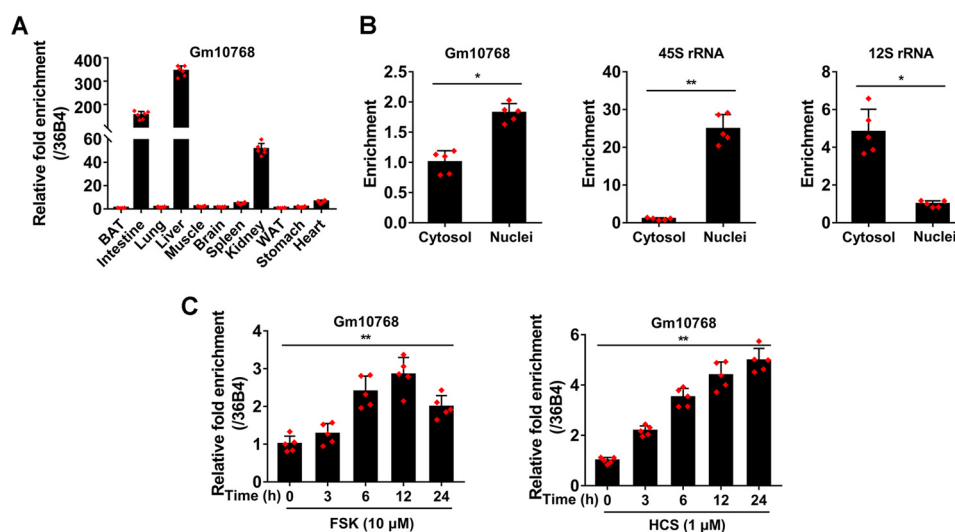 A
Gm10768
Relative fold enrichment
(/36B4)
400
300
200
100
60
40
20
0
BAT
Intestine
Lung
Liver
Muscle
Brain
Spleen
Kidney
WAT
Stomach
Heart
B
Gm10768
*
Enrichment
2.5
2.0
1.5
1.0
0.5
0.0
Cytosol Nuclei
45S rRNA
**
Enrichment
40
30
20
10
0
Cytosol Nuclei
12S rRNA
*
Enrichment
8
6
4
2
0
Cytosol Nuclei
C
Gm10768
**
Relative fold enrichment
(/36B4)
4
3
2
1
0
Time (h) 0 3 6 12 24
FSK (10 μM)
Gm10768
**
Relative fold enrichment
(/36B4)
8
6
4
2
0
Time (h) 0 3 6 12 24
HCS (1 μM)